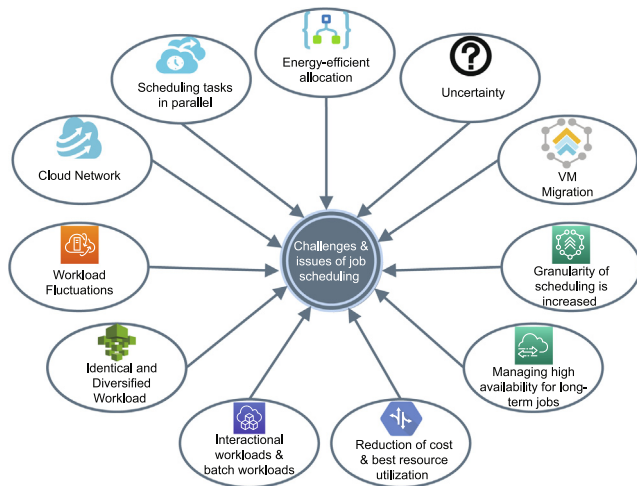 Energy-efficient
allocation
Scheduling tasks
in parallel
?
Uncertainty
Cloud Network
VM
Migration
Challenges &
issues of job
scheduling
Workload
Fluctuations
Granularity of
scheduling is
increased
Identical and
Diversified
Workload
Managing high
availability for long-
term jobs
Interactional
workloads &
batch workloads
Reduction of cost
& best resource
utilization